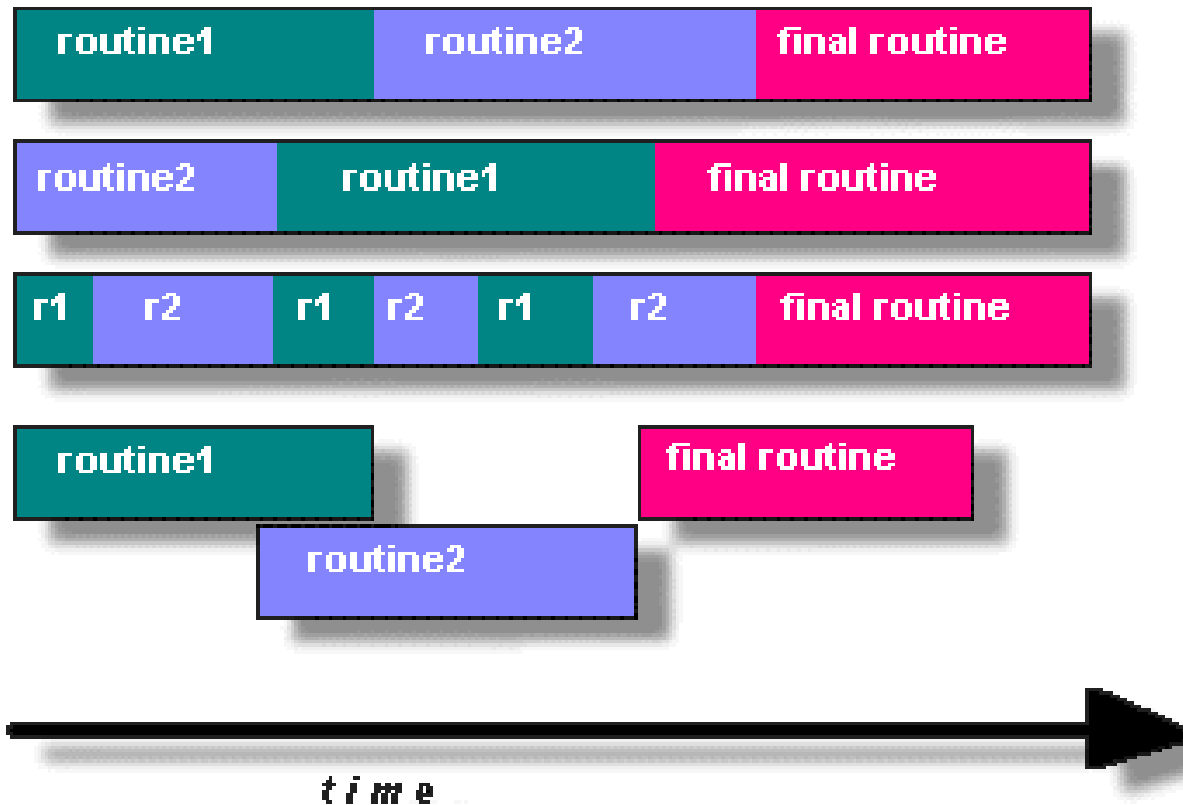 routine1 routine2 final routine
routine2 routine1 final routine
r1 r2 r1 r2 r1 r2 final routine
routine1 final routine
routine2
time